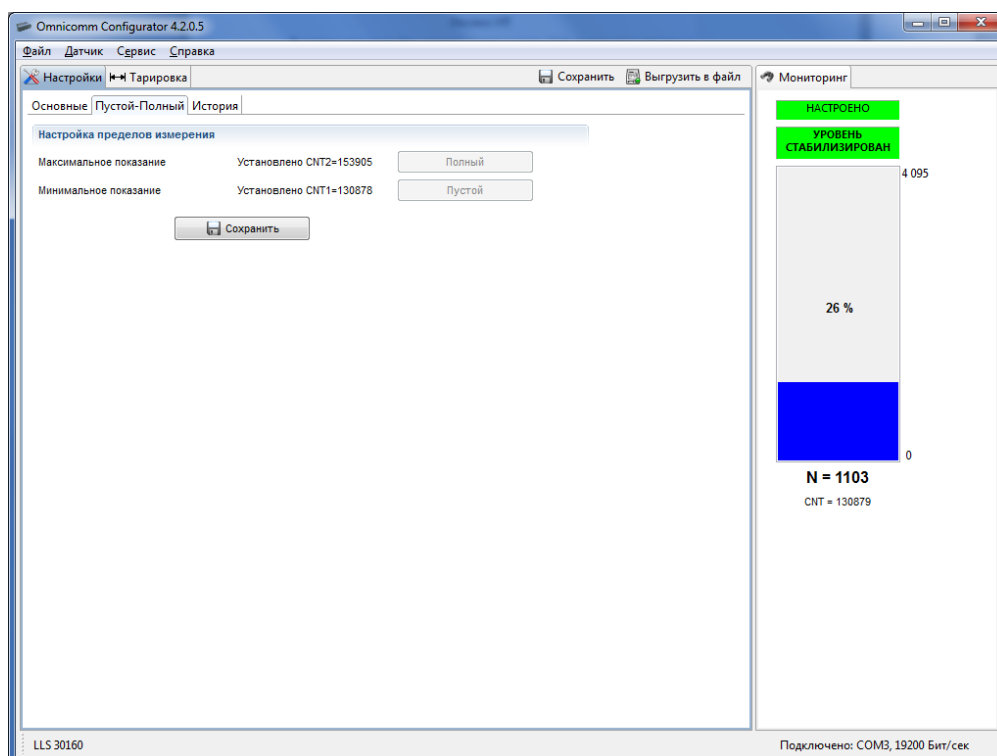 Omnicomm Configurator 4.2.0.5
Файл Датчик Сервис Справка
Настройки Тарировка Сохранить Выгрузить в файл Мониторинг
Основные Пустой-Полный История
НАСТРОЕНО
Настройка пределов измерения
УРОВЕНЬ
СТАБИЛИЗИРОВАН
Максимальное показание Установлено CNT2=153905 Полный
4 095
Минимальное показание Установлено CNT1=130878 Пустой
Сохранить
26 %
0
N = 1103
CNT = 130879
LLS 30160 Подключено: COM3, 19200 Бит/сек